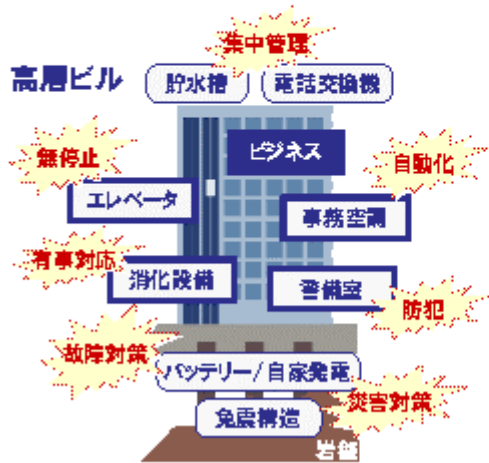 集中管理
高層ビル
貯水槽
電話交換機
ビジネス
無停止
自動化
エレベータ
事務空調
有事対応
消化設備
警備室
防犯
故障対策
バッテリー/自家発電
災害対策
免震構造
岩盤